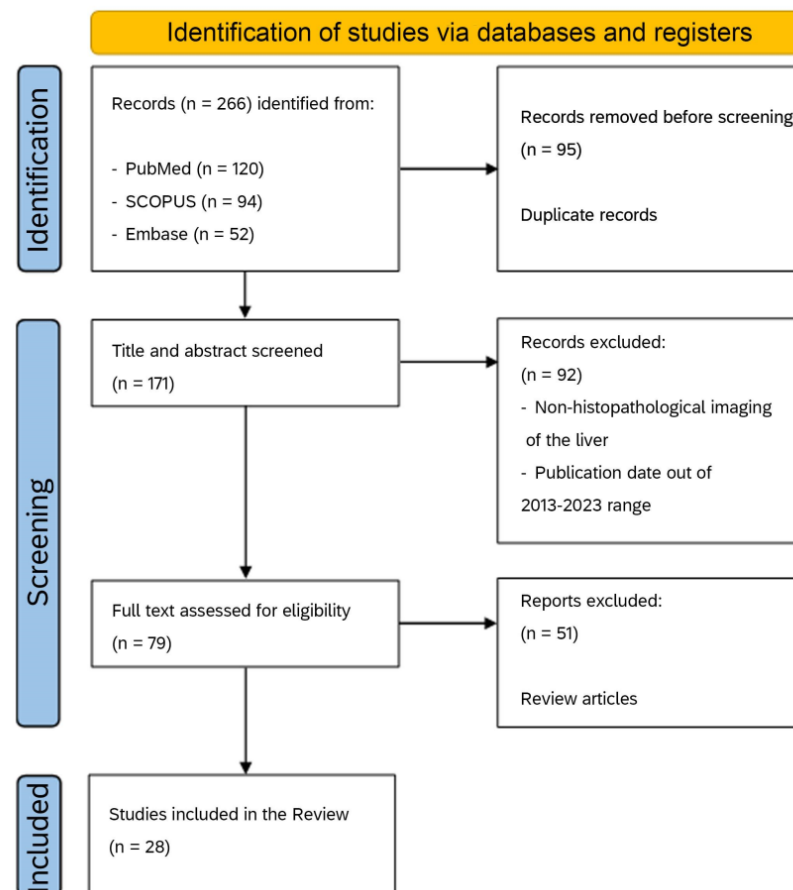 Identification of studies via databases and registers
Identification
Records (n = 266) identified from:
- PubMed (n = 120)
- SCOPUS (n = 94)
- Embase (n = 52)
Records removed before screening
(n = 95)
Duplicate records
Screening
Title and abstract screened
(n = 171)
Records excluded:
(n = 92)
- Non-histopathological imaging
of the liver
- Publication date out of
2013-2023 range
Full text assessed for eligibility
(n = 79)
Reports excluded:
(n = 51)
Review articles
Included
Studies included in the Review
(n = 28)